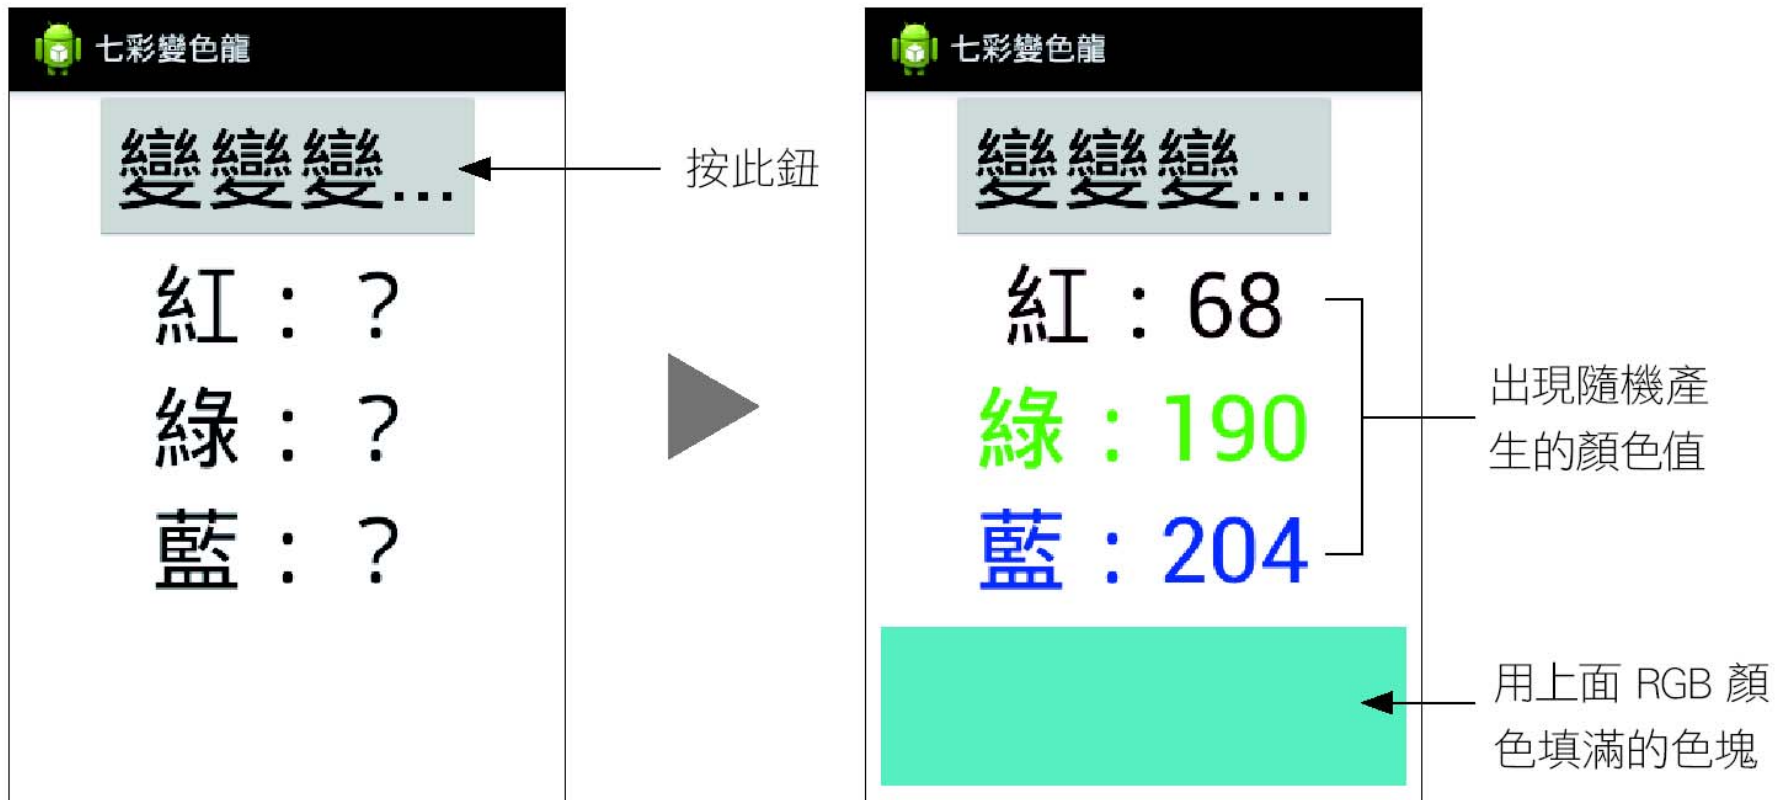 七彩變色龍
變變變...
按此鈕
紅：?
綠：?
藍：?
七彩變色龍
變變變...
紅：68
綠：190
藍：204
出現隨機產
生的顏色值
用上面 RGB 顏
色填滿的色塊